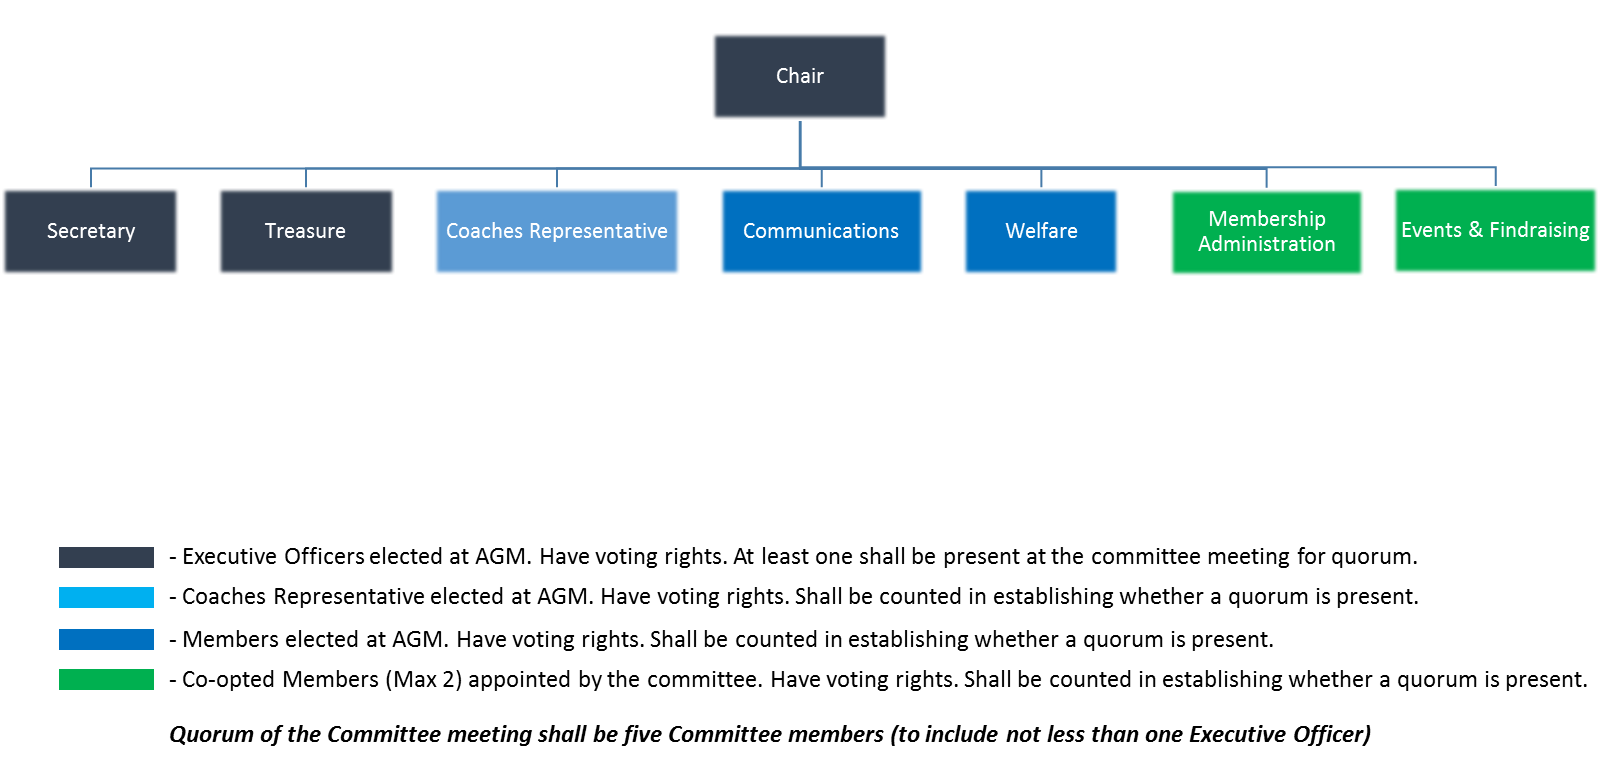 Chair
Secretary
Treasure
Coaches Representative
Communications
Welfare
Membership
Administration
Events & Findraising
- Executive Officers elected at AGM. Have voting rights. At least one shall be present at the committee meeting for quorum.
- Coaches Representative elected at AGM. Have voting rights. Shall be counted in establishing whether a quorum is present.
- Members elected at AGM. Have voting rights. Shall be counted in establishing whether a quorum is present.
- Co-opted Members (Max 2) appointed by the committee. Have voting rights. Shall be counted in establishing whether a quorum is present.
Quorum of the Committee meeting shall be five Committee members (to include not less than one Executive Officer)